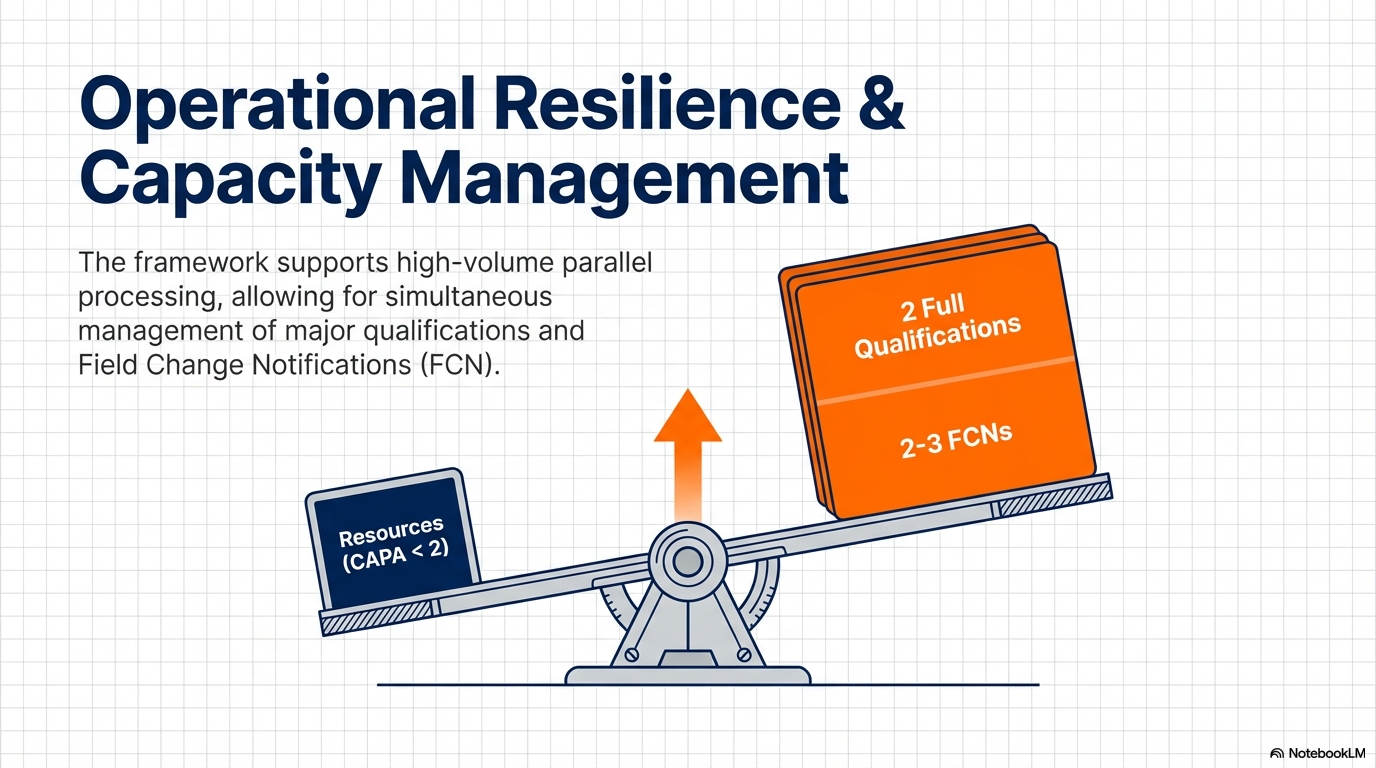 Operational Resilience &
Capacity Management
The framework supports high-volume parallel
processing, allowing for simultaneous
management of major qualifications and
Field Change Notifications (FCN).
2 Full
Qualifications
2-3 FCNs
Resources
(CAPA < 2)
NotebookLM